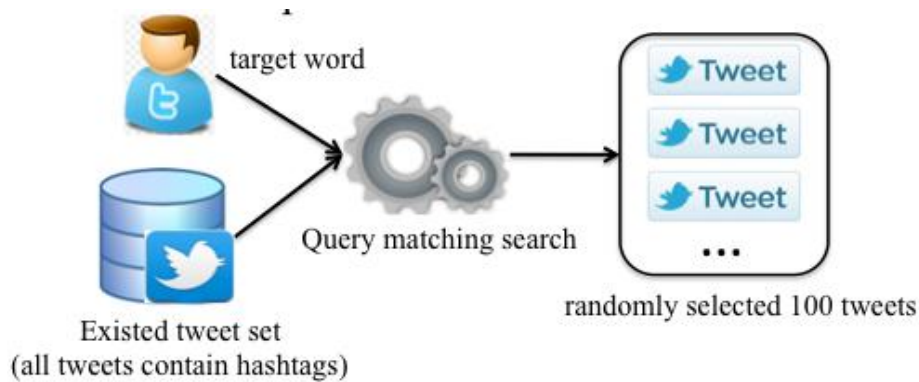 target word
Tweet
Tweet
Tweet
...
Query matching search
randomly selected 100 tweets
Existed tweet set
(all tweets contain hashtags)